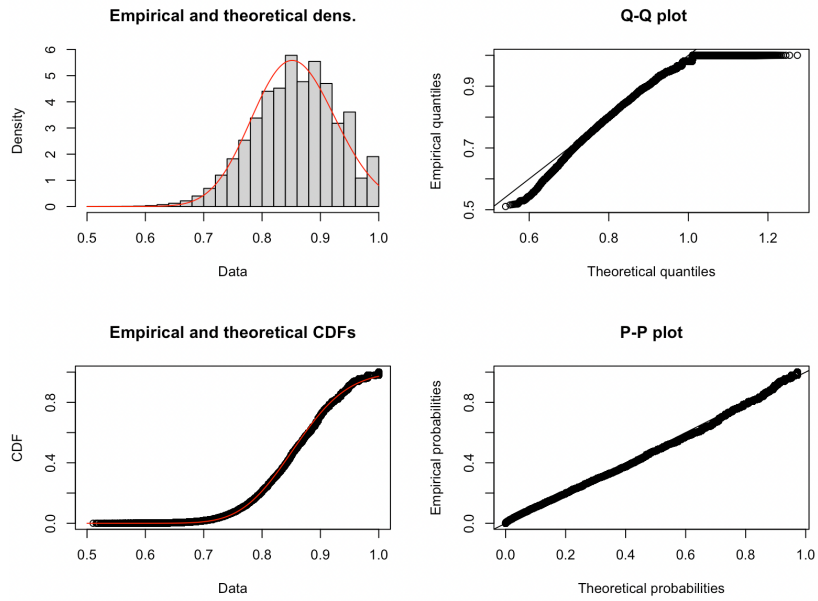 Empirical and theoretical dens.
Density
0 1 2 3 4 5 6
0.5 0.6 0.7 0.8 0.9 1.0
Data
Q-Q plot
Empirical quantiles
0.5 0.7 0.9
0.6 0.8 1.0 1.2
Theoretical quantiles
Empirical and theoretical CDFs
CDF
0.0 0.4 0.8
0.5 0.6 0.7 0.8 0.9 1.0
Data
P-P plot
Empirical probabilities
0.0 0.4 0.8
0.0 0.2 0.4 0.6 0.8 1.0
Theoretical probabilities